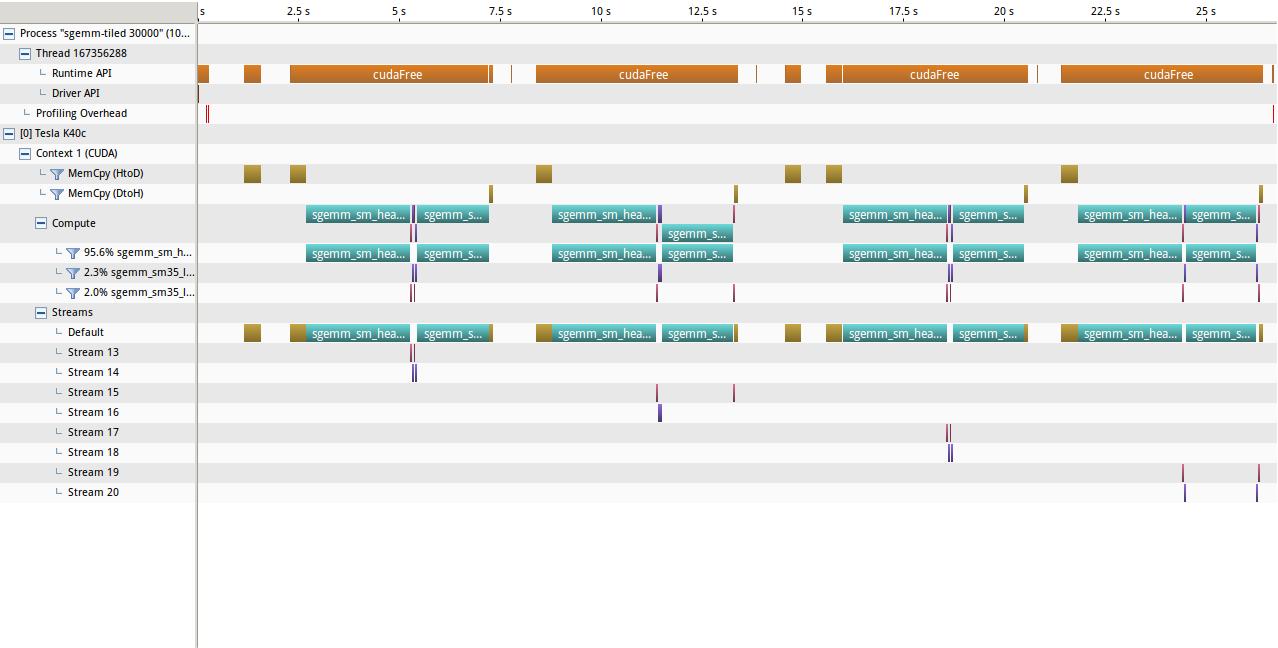 s 2.5 s 5 s 7.5 s 10 s 12.5 s 15 s 17.5 s 20 s 22.5 s 25 s
Process "sgemm-tiled 30000" (10...
Thread 167356288
Runtime API cudaFree cudaFree cudaFree cudaFree
Driver API
Profiling Overhead
[0] Tesla K40c
Context 1 (CUDA)
MemCpy (HtoD)
MemCpy (DtoH)
sgemm_sm_hea... sgemm_s... sgemm_sm_hea... sgemm_sm_hea... sgemm_s... sgemm_sm_hea... sgemm_s...
Compute
sgemm_s...
95.6% sgemm_sm_h... sgemm_sm_hea... sgemm_s... sgemm_sm_hea... sgemm_s... sgemm_sm_hea... sgemm_s... sgemm_sm_hea... sgemm_s...
2.3% sgemm_sm35_l...
2.0% sgemm_sm35_l...
Streams
Default sgemm_sm_hea... sgemm_s... sgemm_sm_hea... sgemm_s... sgemm_sm_hea... sgemm_s... sgemm_sm_hea... sgemm_s...
Stream 13
Stream 14
Stream 15
Stream 16
Stream 17
Stream 18
Stream 19
Stream 20